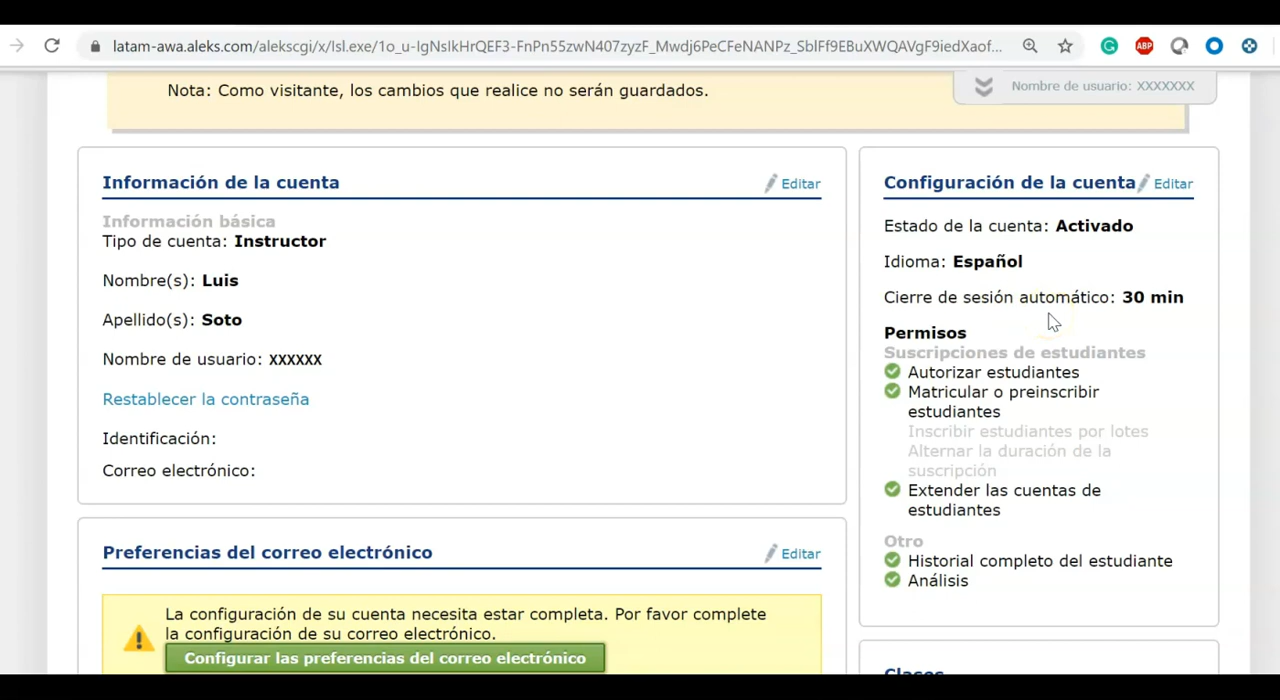 latam-awa.aleks.com/alekscgi/x/Isl.exe/1o_u-IgNsIkHrQEF3-FnPn55zwN407zyzF_Mwdj6PeCFeNANPz_SblFf9EBuXWQAVgF9iedXaof...
Nota: Como visitante, los cambios que realice no serán guardados.
Nombre de usuario: XXXXXXX
Información de la cuenta
Editar
Información básica
Tipo de cuenta: Instructor
Nombre(s): Luis
Apellido(s): Soto
Nombre de usuario: XXXXXX
Restablecer la contraseña
Identificación:
Correo electrónico:
Preferencias del correo electrónico
Editar
La configuración de su cuenta necesita estar completa. Por favor complete
la configuración de su correo electrónico.
Configurar las preferencias del correo electrónico
Configuración de la cuenta
Editar
Estado de la cuenta: Activado
Idioma: Español
Cierre de sesión automático: 30 min
Permisos
Suscripciones de estudiantes
Autorizar estudiantes
Matricular o preinscribir
estudiantes
Inscribir estudiantes por lotes
Alternar la duración de la
suscripción
Extender las cuentas de
estudiantes
Otro
Historial completo del estudiante
Análisis
Clases
ABP